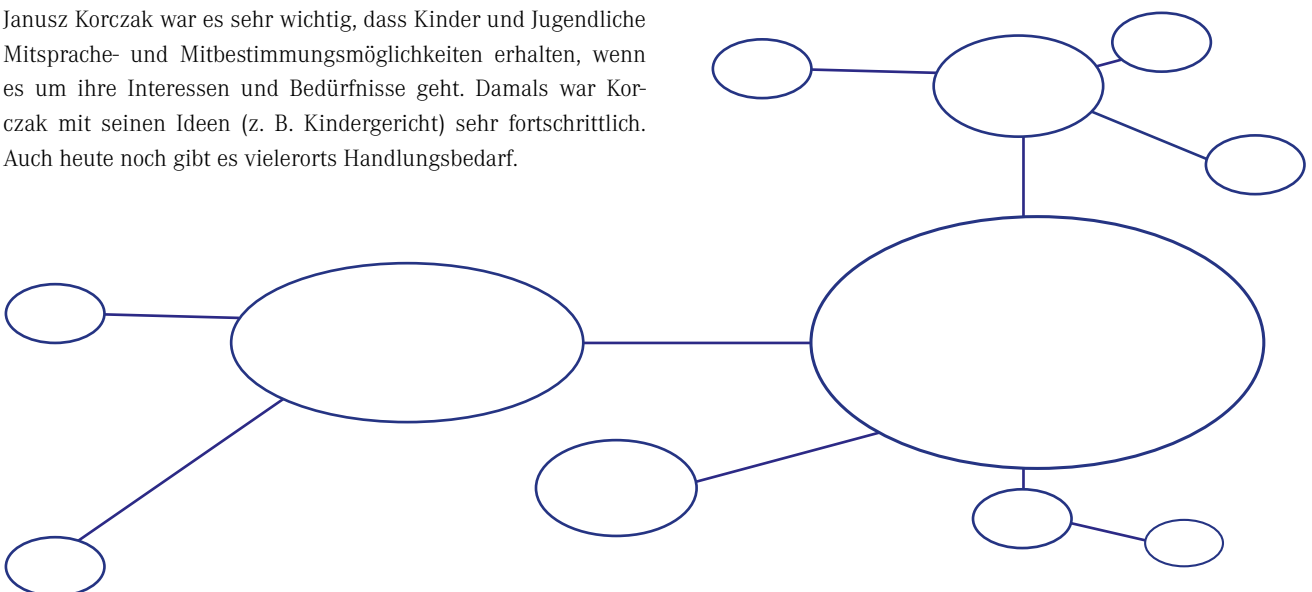 Janusz Korczak war es sehr wichtig, dass Kinder und Jugendliche
Mitsprache- und Mitbestimmungsmöglichkeiten erhalten, wenn
es um ihre Interessen und Bedürfnisse geht. Damals war Kor-
czak mit seinen Ideen (z. B. Kindergericht) sehr fortschrittlich.
Auch heute noch gibt es vielerorts Handlungsbedarf.